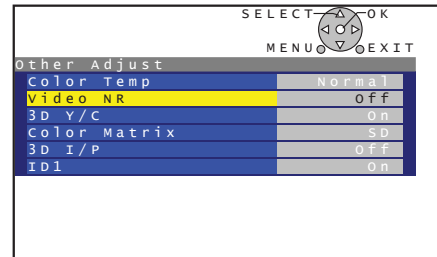 SELECT OK
MENU EXIT
Other Adjust
Color Temp Normal
Video NR Off
3D Y/C On
Color Matrix SD
3D I/P Off
ID1 On